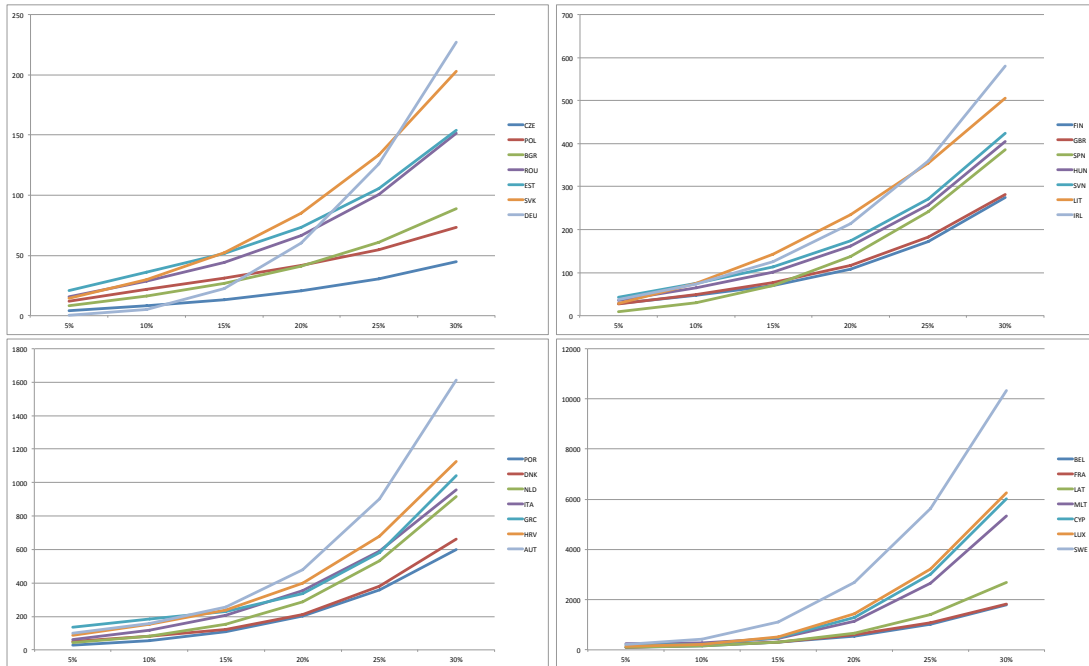 250
200
150
100
50
0
5% 10% 15% 20% 25% 30%
CZE
POL
BGR
ROU
EST
SVK
DEU
700
600
500
400
300
200
100
0
5% 10% 15% 20% 25% 30%
FIN
GBR
SPN
HUN
SVN
LIT
IRL
1800
1600
1400
1200
1000
800
600
400
200
0
5% 10% 15% 20% 25% 30%
POR
DNK
NLD
ITA
GRC
HRV
AUT
12000
10000
8000
6000
4000
2000
0
5% 10% 15% 20% 25% 30%
BEL
FRA
LAT
MLT
CYP
LUX
SWE